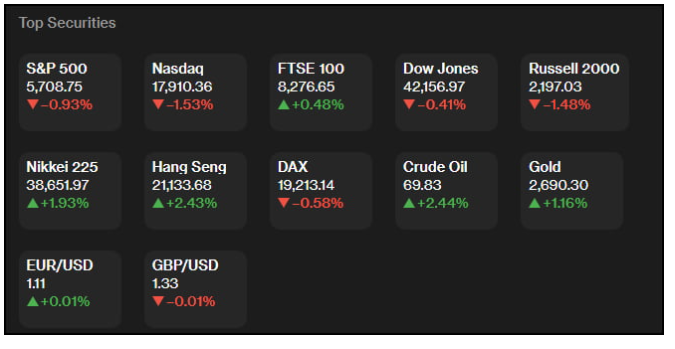 Top Securities
S&P 500
5,708.75
▼-0.93%
Nasdaq
17,910.36
▼-1.53%
FTSE 100
8,276.65
▲+0.48%
Dow Jones
42,156.97
▼-0.41%
Russell 2000
2,197.03
▼-1.48%
Nikkei 225
38,651.97
▲+1.93%
Hang Seng
21,133.68
▲+2.43%
DAX
19,213.14
▼-0.58%
Crude Oil
69.83
▲+2.44%
Gold
2,690.30
▲+1.16%
EUR/USD
1.11
▲+0.01%
GBP/USD
1.33
▼-0.01%